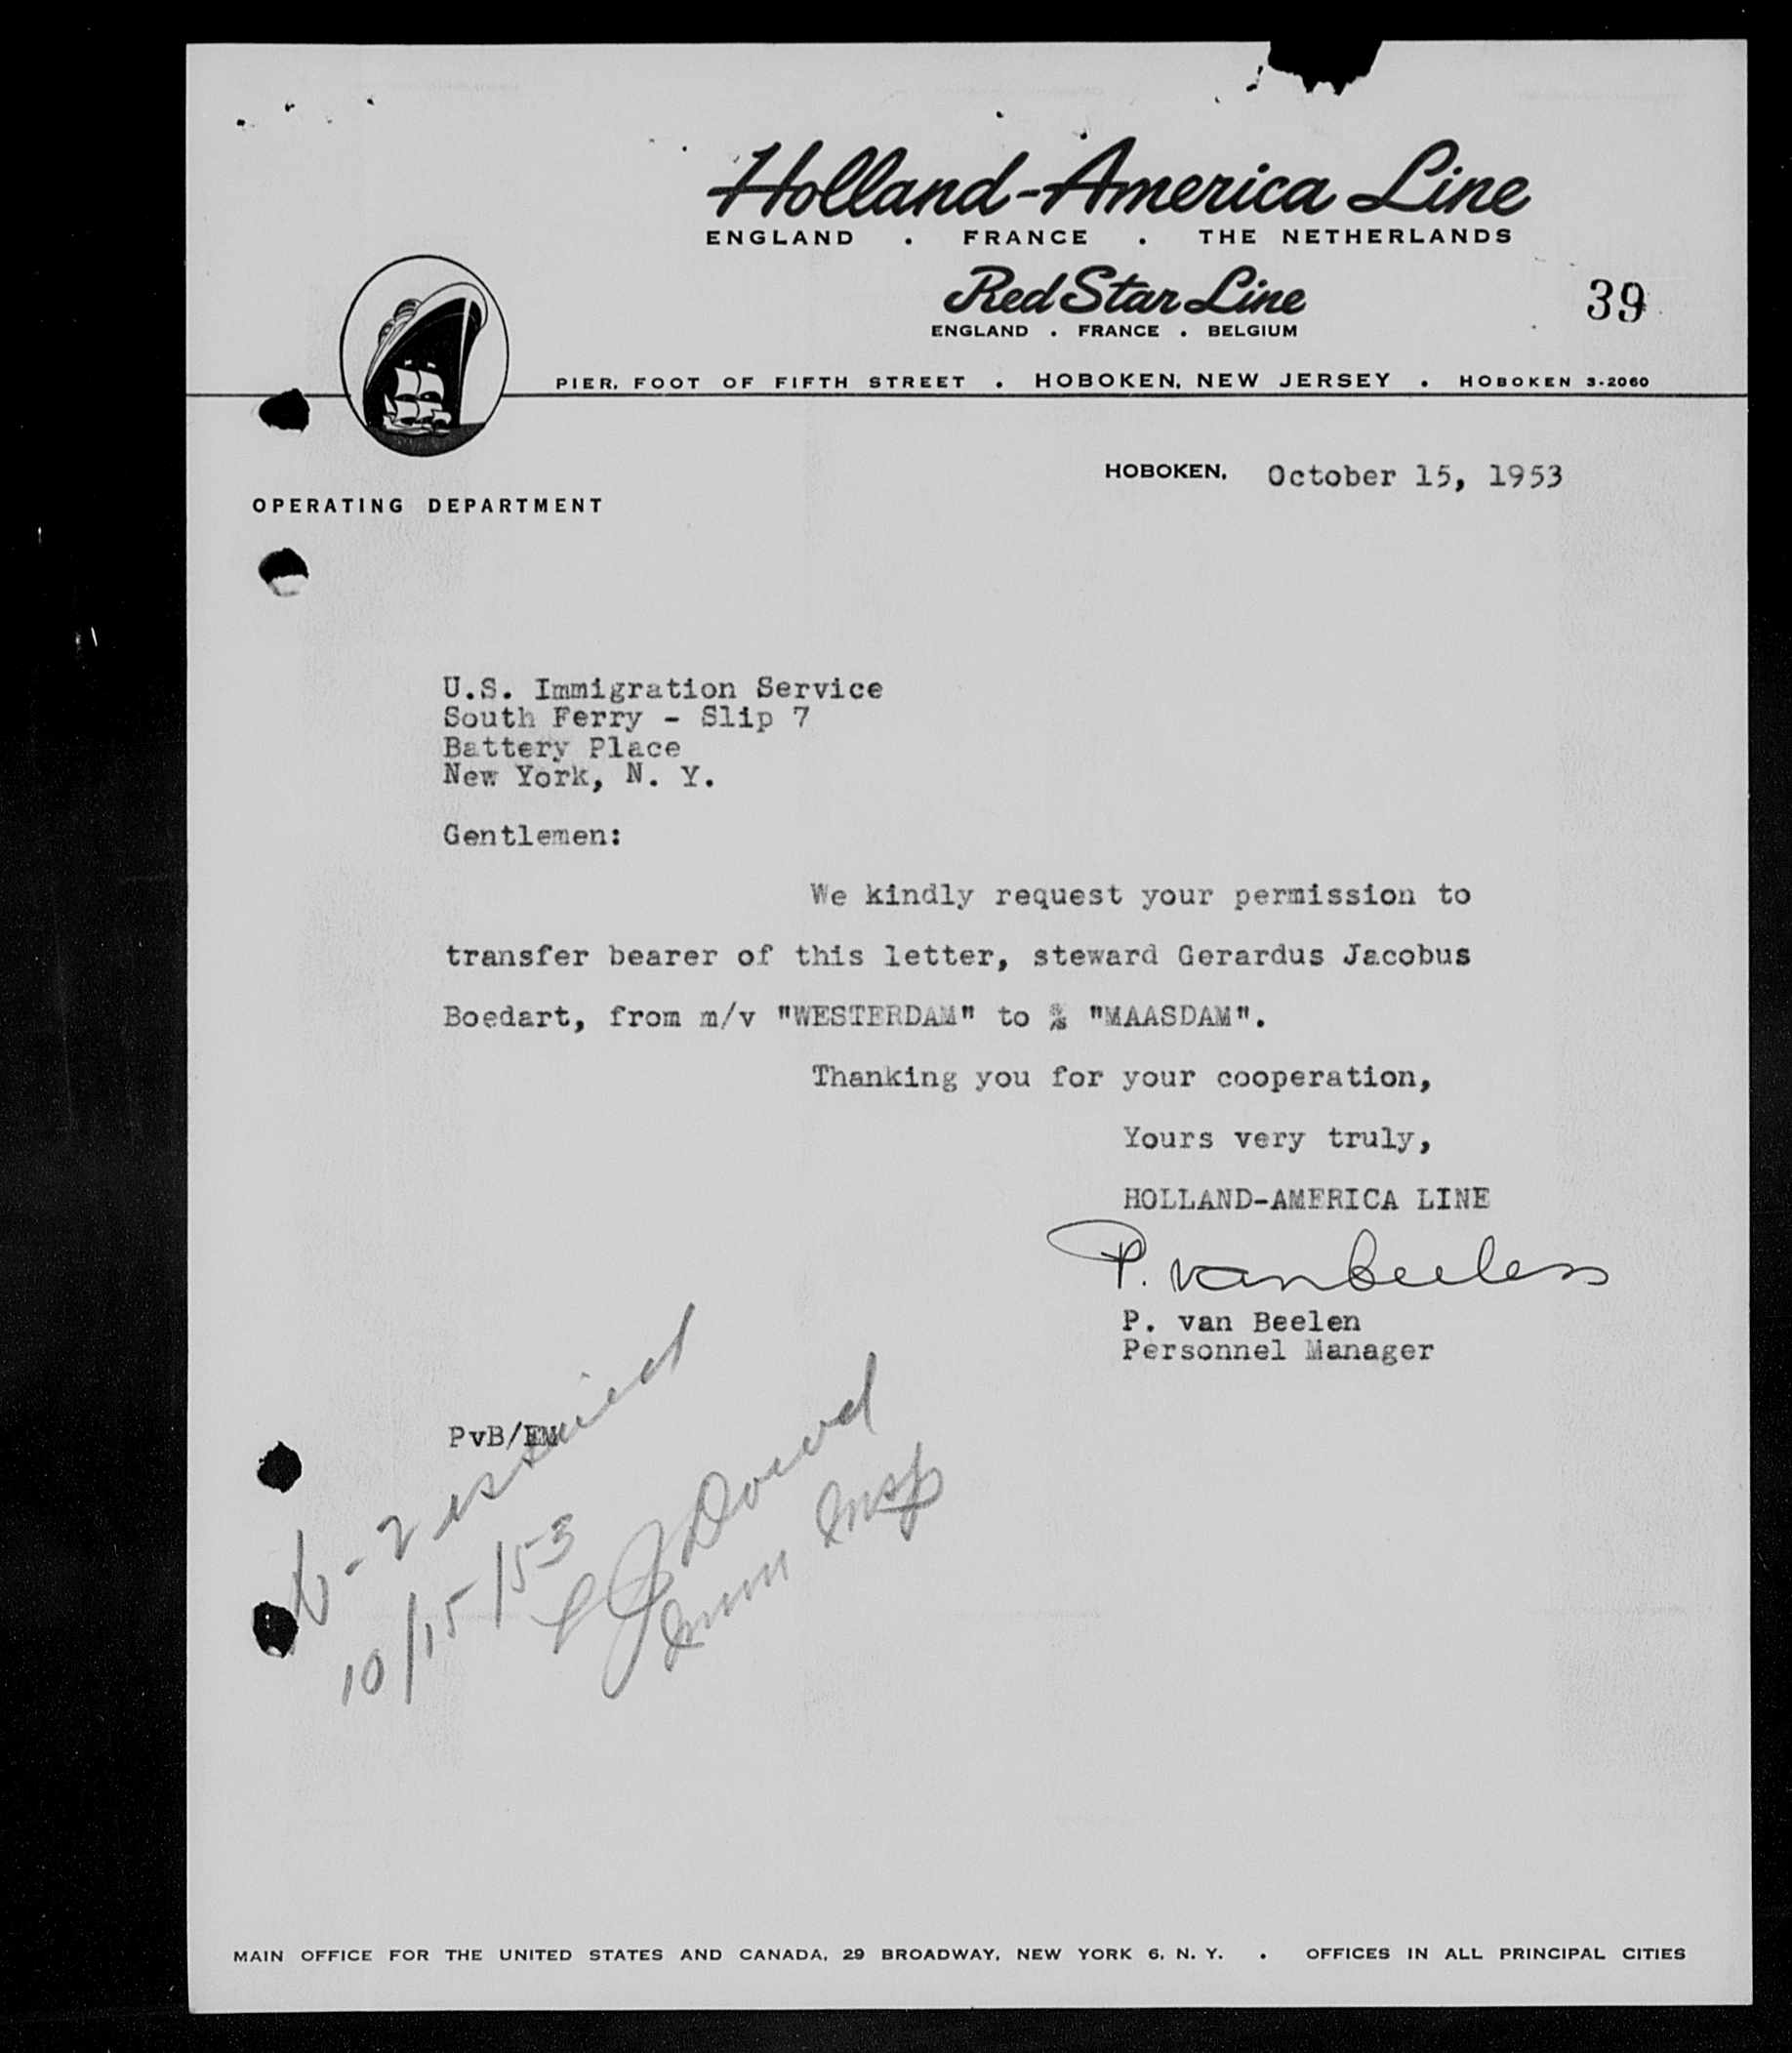 Holland-America Line
ENGLAND . FRANCE . THE NETHERLANDS
Red Star Line
ENGLAND . FRANCE . BELGIUM
39
PIER, FOOT OF FIFTH STREET . HOBOKEN, NEW JERSEY . HOBOKEN 3-2060
HOBOKEN, October 15, 1953
OPERATING DEPARTMENT
U.S. Immigration Service
South Ferry - Slip 7
Battery Place
New York, N. Y.
Gentlemen:
We kindly request your permission to
transfer bearer of this letter, steward Gerardus Jacobus
Boedart, from m/v "WESTERDAM" to "MAASDAM".
Thanking you for your cooperation,
Yours very truly,
HOLLAND-AMERICA LINE
P. van Beelen
P. van Beelen
Personnel Manager
PvB/EM
10/15/53
Dowd
Imm Insp
MAIN OFFICE FOR THE UNITED STATES AND CANADA, 29 BROADWAY, NEW YORK 6, N. Y. . OFFICES IN ALL PRINCIPAL CITIES